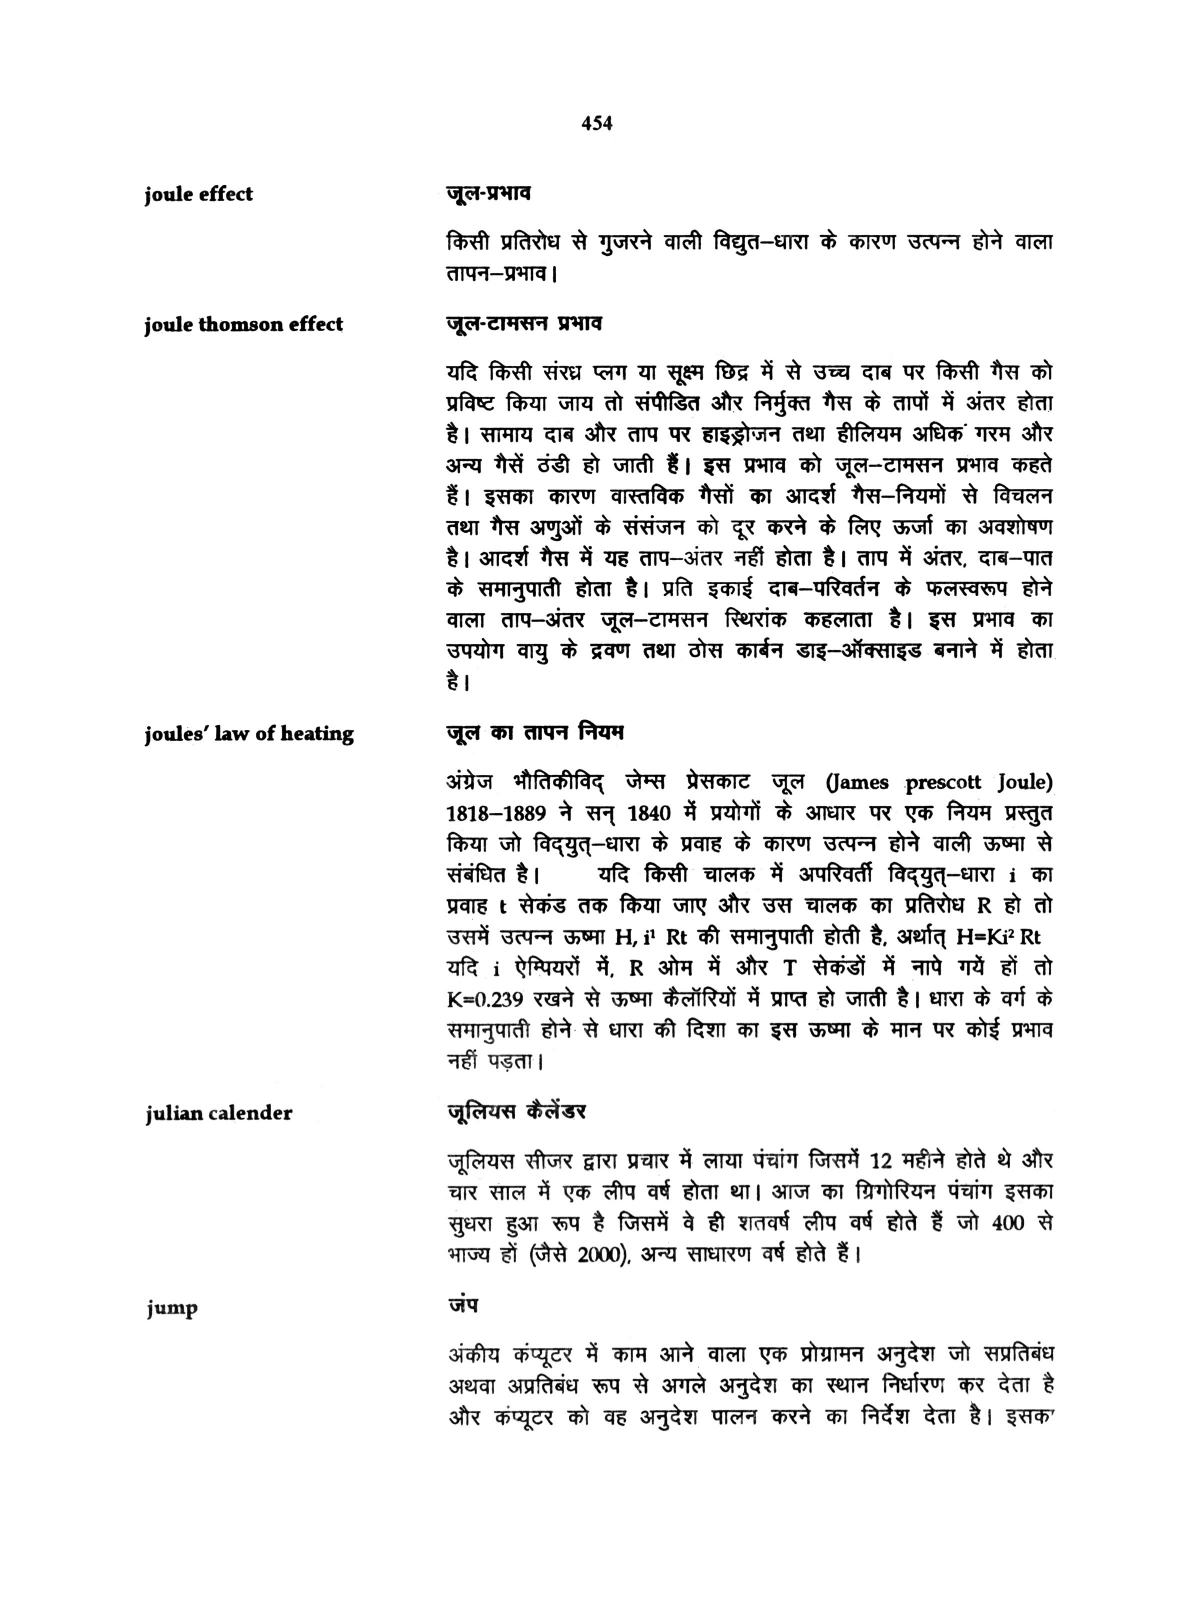 454
joule effect जूल-प्रभाव
किसी प्रतिरोध से गुजरने वाली विद्युत–धारा के कारण उत्पन्न होने वाला
तापन–प्रभाव।
joule thomson effect जूल-टामसन प्रभाव
यदि किसी संरध्र प्लग या सूक्ष्म छिद्र में से उच्च दाब पर किसी गैस को
प्रविष्ट किया जाय तो संपीडित और निर्मुक्त गैस के तापों में अंतर होता
है। सामाय दाब और ताप पर हाइड्रोजन तथा हीलियम अधिक गरम और
अन्य गैसें ठंडी हो जाती हैं। इस प्रभाव को जूल–टामसन प्रभाव कहते
हैं। इसका कारण वास्तविक गैसों का आदर्श गैस–नियमों से विचलन
तथा गैस अणुओं के संसंजन को दूर करने के लिए ऊर्जा का अवशोषण
है। आदर्श गैस में यह ताप–अंतर नहीं होता है। ताप में अंतर, दाब–पात
के समानुपाती होता है। प्रति इकाई दाब–परिवर्तन के फलस्वरूप होने
वाला ताप–अंतर जूल–टामसन स्थिरांक कहलाता है। इस प्रभाव का
उपयोग वायु के द्रवण तथा ठोस कार्बन डाइ–ऑक्साइड बनाने में होता
है।
joules' law of heating जूल का तापन नियम
अंग्रेज भौतिकीविद् जेम्स प्रेसकाट जूल (James prescott Joule)
1818–1889 ने सन् 1840 में प्रयोगों के आधार पर एक नियम प्रस्तुत
किया जो विद्युत्–धारा के प्रवाह के कारण उत्पन्न होने वाली ऊष्मा से
संबंधित है। यदि किसी चालक में अपरिवर्ती विद्युत्–धारा i का
प्रवाह t सेकंड तक किया जाए और उस चालक का प्रतिरोध R हो तो
उसमें उत्पन्न ऊष्मा H, i¹ Rt की समानुपाती होती है, अर्थात् H=Ki² Rt
यदि i ऐम्पियरों में, R ओम में और T सेकंडों में नापे गयें हों तो
K=0.239 रखने से ऊष्मा कैलॉरियों में प्राप्त हो जाती है। धारा के वर्ग के
समानुपाती होने से धारा की दिशा का इस ऊष्मा के मान पर कोई प्रभाव
नहीं पड़ता।
julian calender जूलियस कैलेंडर
जूलियस सीजर द्वारा प्रचार में लाया पंचांग जिसमें 12 महीने होते थे और
चार साल में एक लीप वर्ष होता था। आज का ग्रिगोरियन पंचांग इसका
सुधरा हुआ रूप है जिसमें वे ही शतवर्ष लीप वर्ष होते हैं जो 400 से
भाज्य हों (जैसे 2000), अन्य साधारण वर्ष होते हैं।
jump जंप
अंकीय कंप्यूटर में काम आने वाला एक प्रोग्रामन अनुदेश जो सप्रतिबंध
अथवा अप्रतिबंध रूप से अगले अनुदेश का स्थान निर्धारण कर देता है
और कंप्यूटर को वह अनुदेश पालन करने का निर्देश देता है। इसका